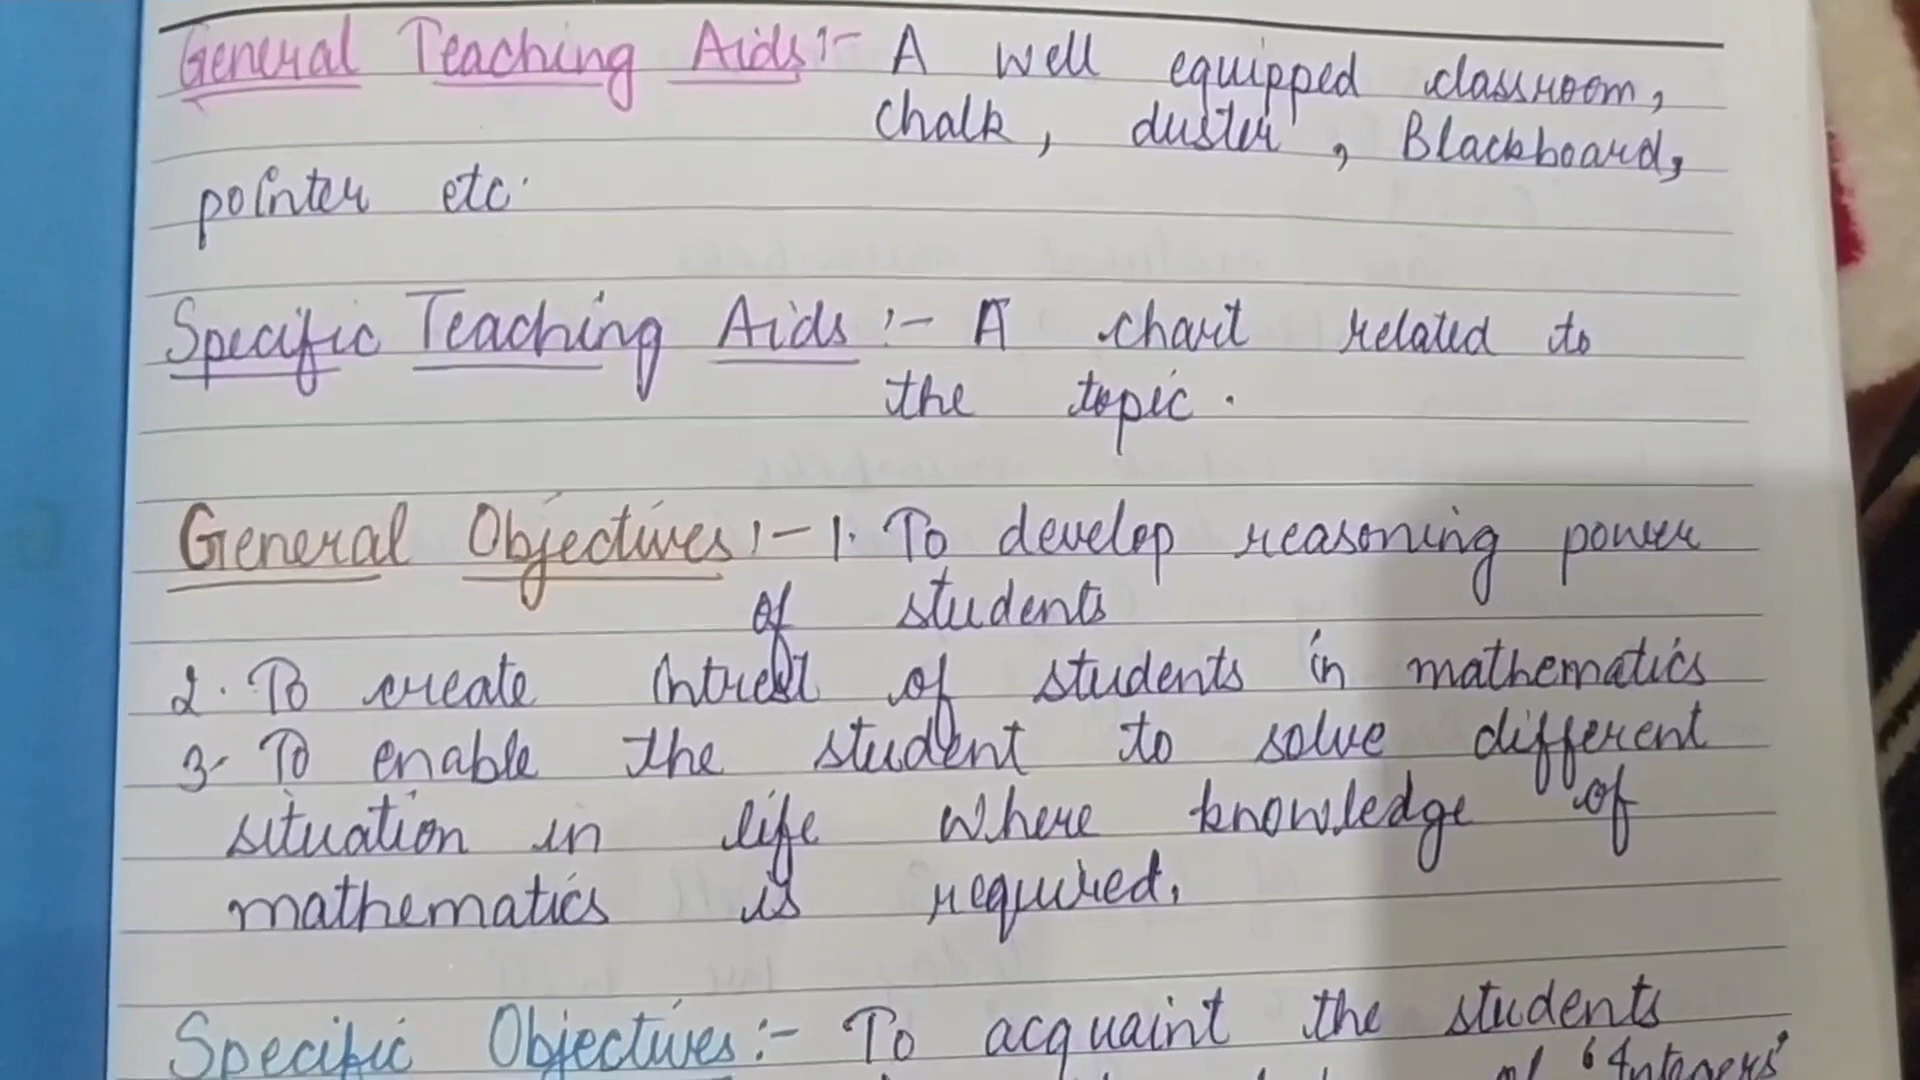 General Teaching Aids :- A well equipped classroom,
chalk, duster, Blackboard,
pointer etc.
Specific Teaching Aids :- A chart related to
the topic.
General Objectives :- 1. To develop reasoning power
of students
2. To create intrest of students in mathematics
3- To enable the student to solve different
situation in life where knowledge of
mathematics is required.
Specific Objectives :- To acquaint the students
of "Integers"